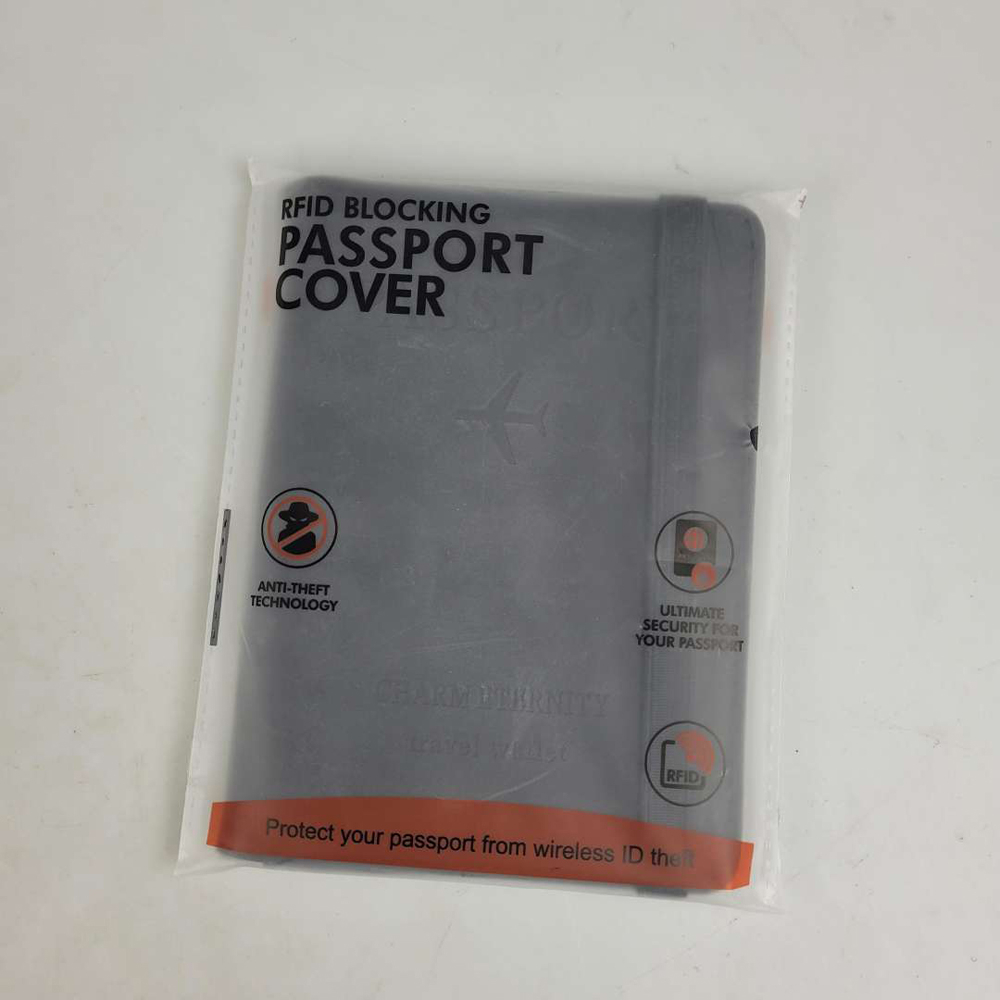 RFID BLOCKING
PASSPORT
COVER
PASSPORT
ANTI-THEFT
TECHNOLOGY
ULTIMATE
SECURITY FOR
YOUR PASSPORT
CHARM ETERNITY
travel wallet
RFID
Protect your passport from wireless ID theft